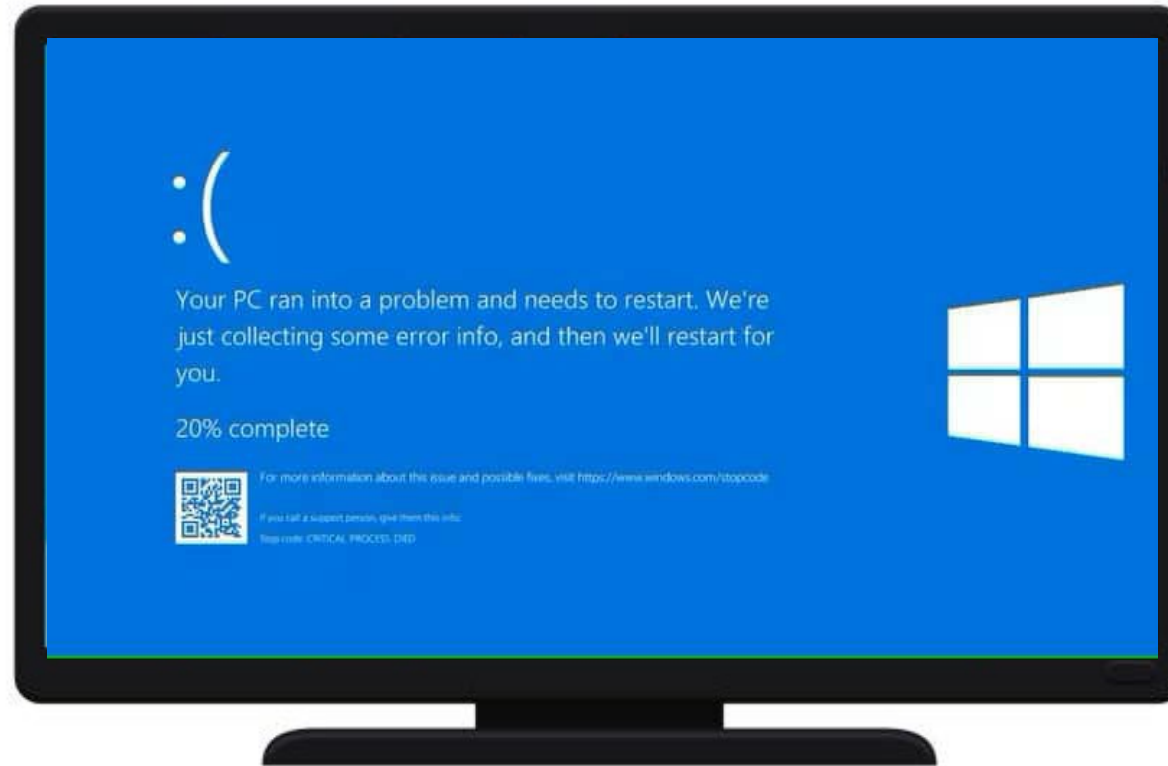 :(
Your PC ran into a problem and needs to restart. We're
just collecting some error info, and then we'll restart for
you.
20% complete
For more information about this issue and possible fixes, visit https://www.windows.com/stopcode
If you call a support person, give them this info:
Stop code: CRITICAL PROCESS DIED